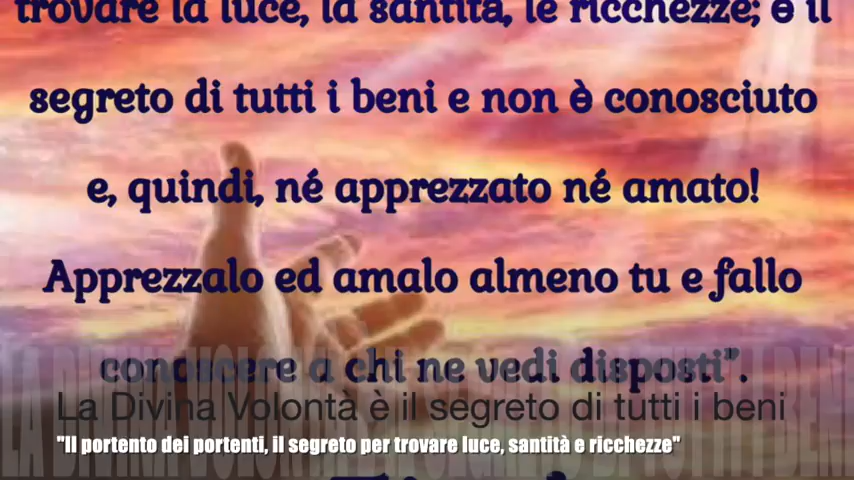 trovare la luce, la santità, le ricchezze; è il
segreto di tutti i beni e non è conosciuto
e, quindi, né apprezzato né amato!
Apprezzalo ed amalo almeno tu e fallo
conoscere a chi ne vedi disposti".
La Divina Volontà è il segreto di tutti i beni
"Il portento dei portenti, il segreto per trovare luce, santità e ricchezze"